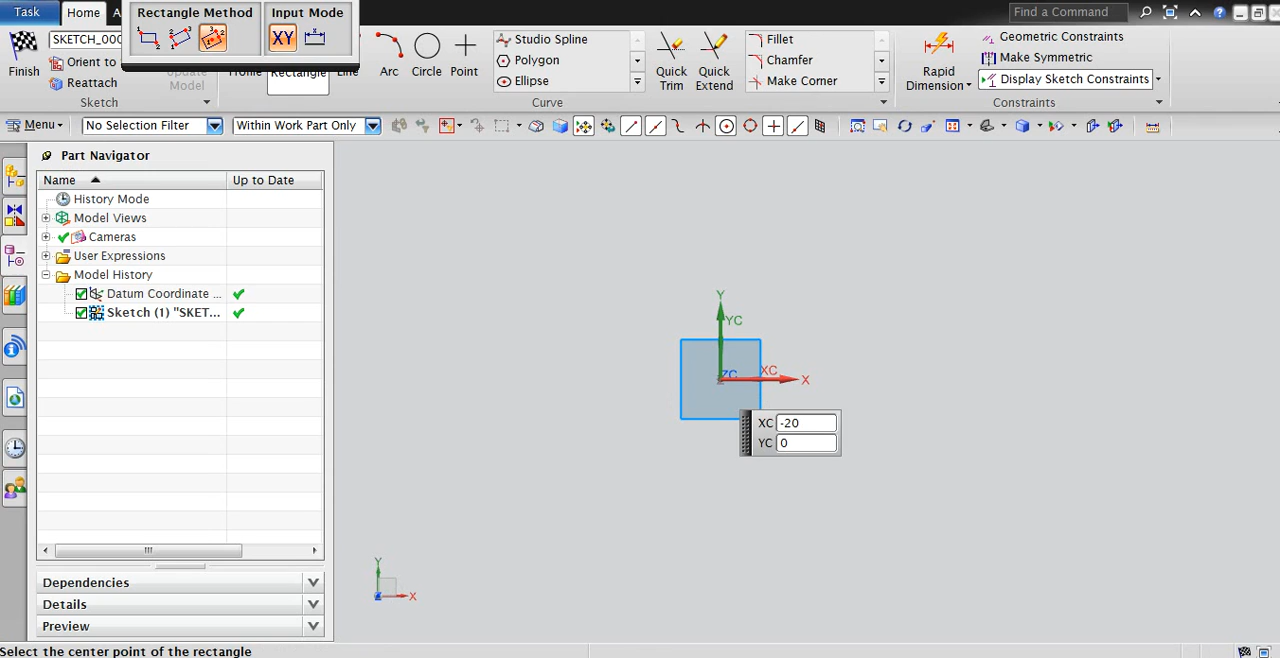 Task
Home
A
Rectangle Method
Input Mode
Find a Command
SKETCH_000
Finish
Orient to
Reattach
Update
Model
Sketch
Profile
Rectangle
Line
Arc
Circle
Point
Studio Spline
Polygon
Ellipse
Quick
Trim
Quick
Extend
Fillet
Chamfer
Make Corner
Curve
Rapid
Dimension
Geometric Constraints
Make Symmetric
Display Sketch Constraints
Constraints
XY
Menu
No Selection Filter
Within Work Part Only
Part Navigator
Name
Up to Date
History Mode
Model Views
Cameras
User Expressions
Model History
Datum Coordinate ...
Sketch (1) "SKET...
Dependencies
Details
Preview
Y
YC
ZC
XC
X
XC -20
YC 0
Y
X
Select the center point of the rectangle